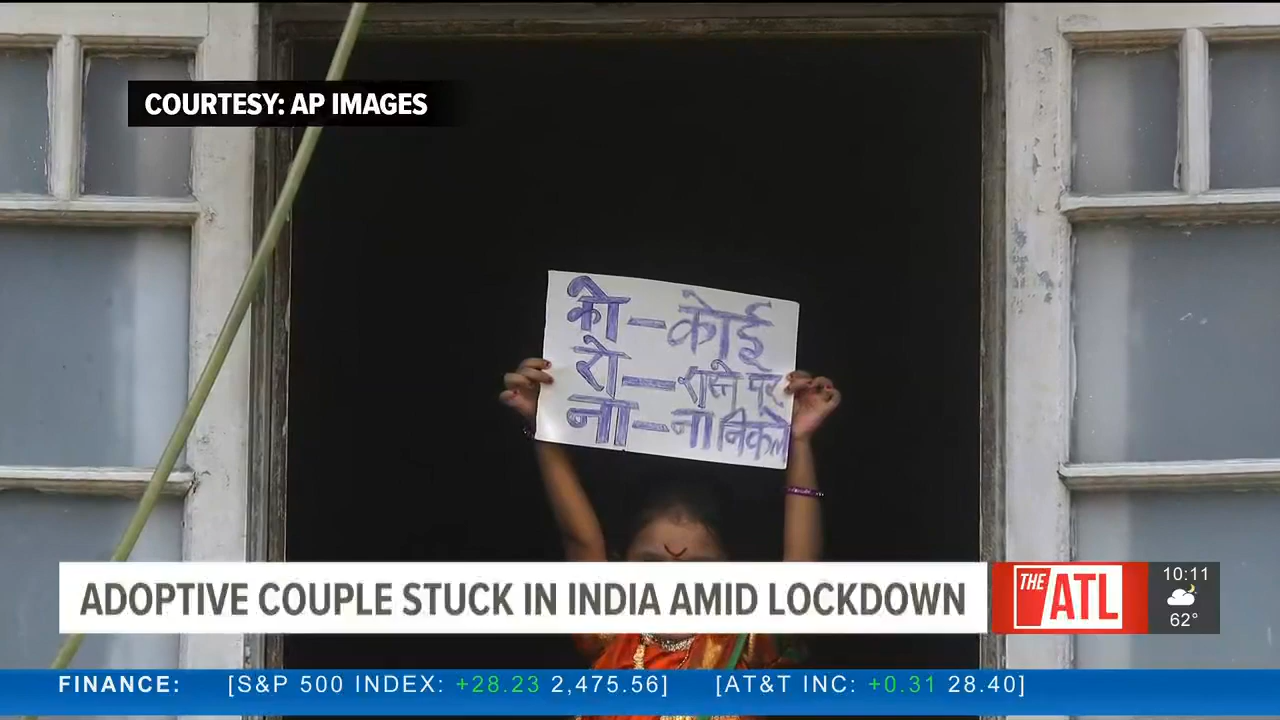 COURTESY: AP IMAGES
को – कोई
रो – रास्ते पर
ना – ना निकले
ADOPTIVE COUPLE STUCK IN INDIA AMID LOCKDOWN
THE ATL
10:11
62°
FINANCE: [S&P 500 INDEX: +28.23 2,475.56] [AT&T INC: +0.31 28.40]